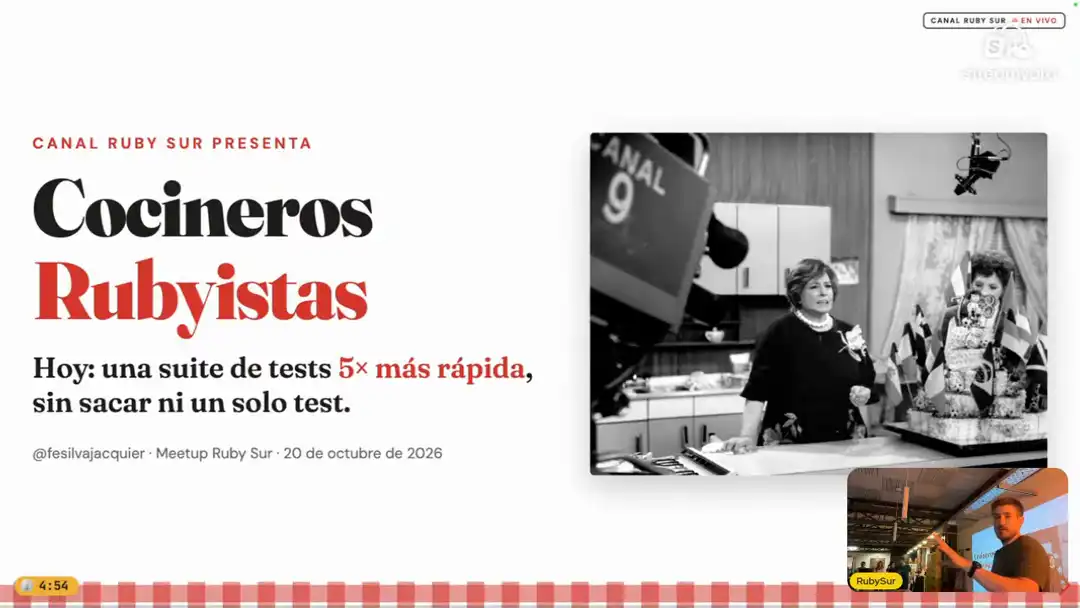 CANAL RUBY SUR EN VIVO
CANAL RUBY SUR PRESENTA
Cocineros
Rubyistas
Hoy: una suite de tests 5× más rápida,
sin sacar ni un solo test.
@fesilvajacquier · Meetup Ruby Sur · 20 de octubre de 2026
CANAL
9
4:54
RubySur